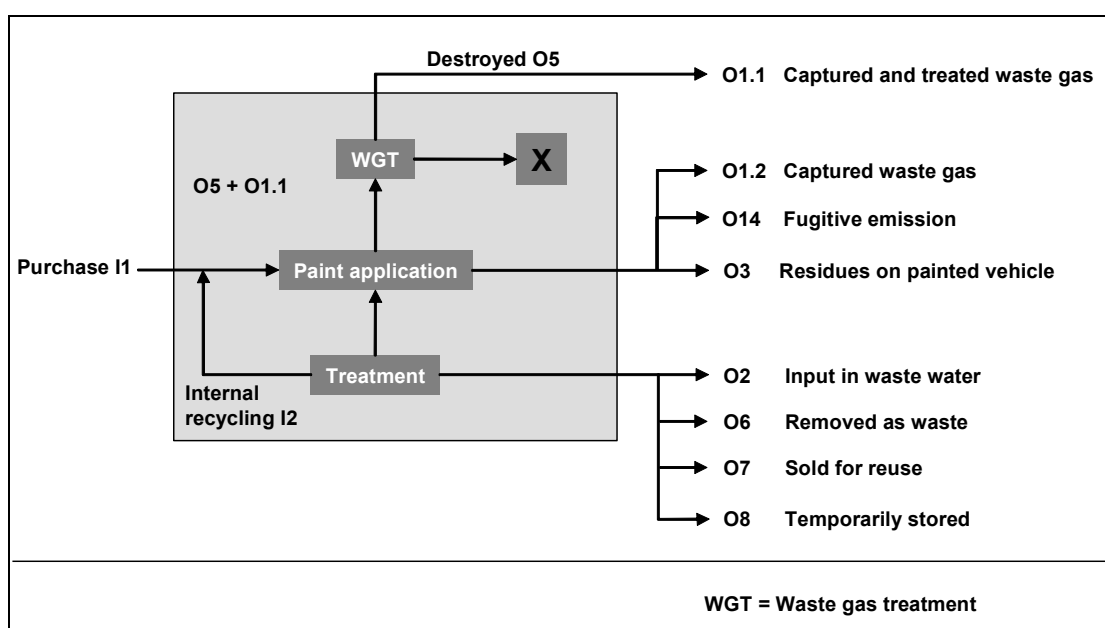 Destroyed O5
O1.1 Captured and treated waste gas
WGT
X
O5 + O1.1
O1.2 Captured waste gas
O14 Fugitive emission
Purchase I1
Paint application
O3 Residues on painted vehicle
Treatment
O2 Input in waste water
Internal
recycling I2
O6 Removed as waste
O7 Sold for reuse
O8 Temporarily stored
WGT = Waste gas treatment